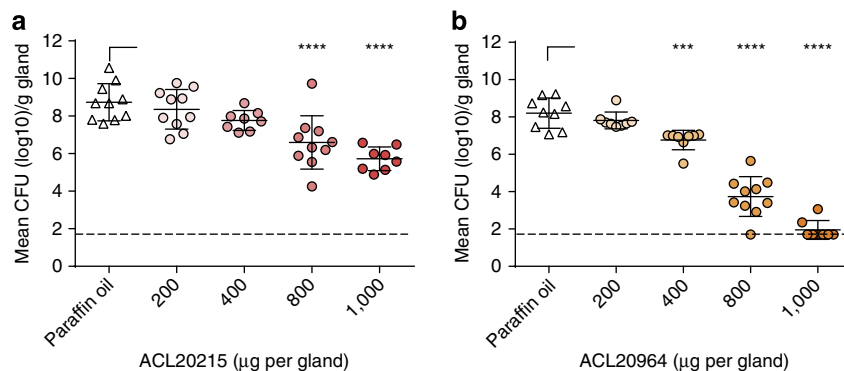 a
12
10
8
6
4
2
0
Mean CFU (log10)/g gland
**** ****
Paraffin oil
200
400
800
1,000
ACL20215 (μg per gland)
b
12
10
8
6
4
2
0
Mean CFU (log10)/g gland
*** **** ****
Paraffin oil
200
400
800
1,000
ACL20964 (μg per gland)